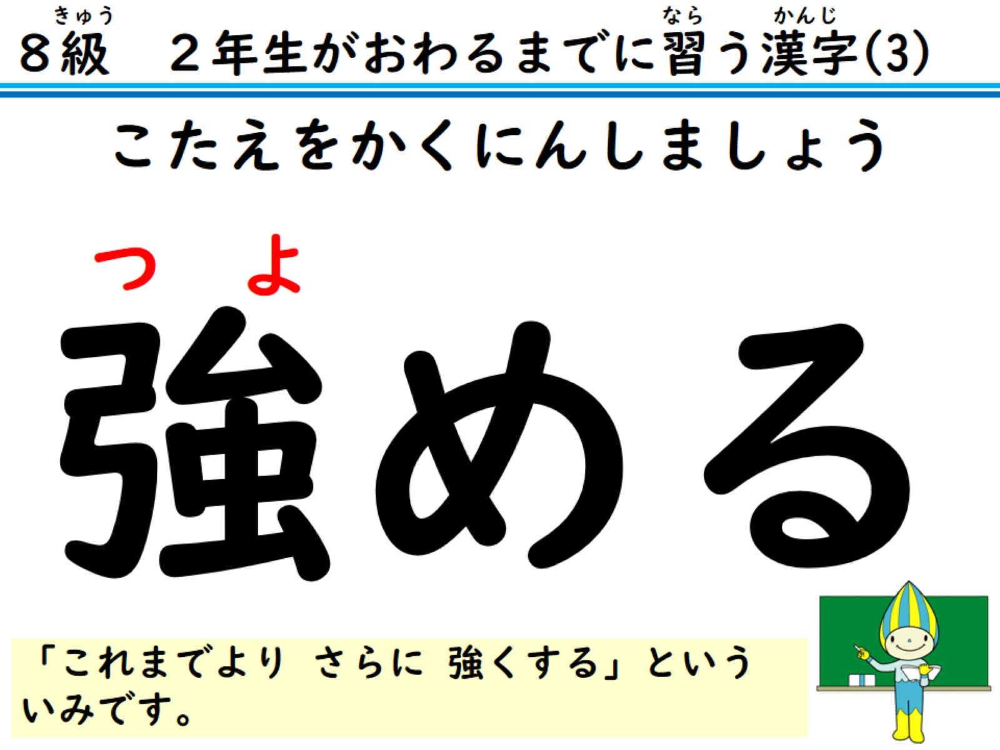 きゅう なら かんじ
8級 2年生がおわるまでに習う漢字(3)
こたえをかくにんしましょう
つよ
強める
「これまでより さらに 強くする」という
いみです。